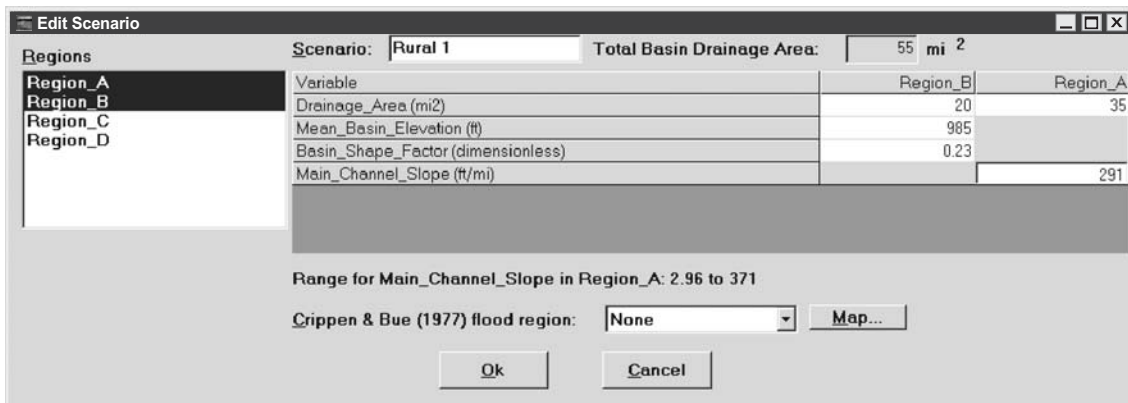 Edit Scenario
Regions
Region_A
Region_B
Region_C
Region_D
Scenario: Rural 1 Total Basin Drainage Area: 55 mi 2
Variable Region_B Region_A
Drainage_Area (mi2) 20 35
Mean_Basin_Elevation (ft) 985
Basin_Shape_Factor (dimensionless) 0.23
Main_Channel_Slope (ft/mi) 291
Range for Main_Channel_Slope in Region_A: 2.96 to 371
Crippen & Bue (1977) flood region: None Map...
Ok Cancel